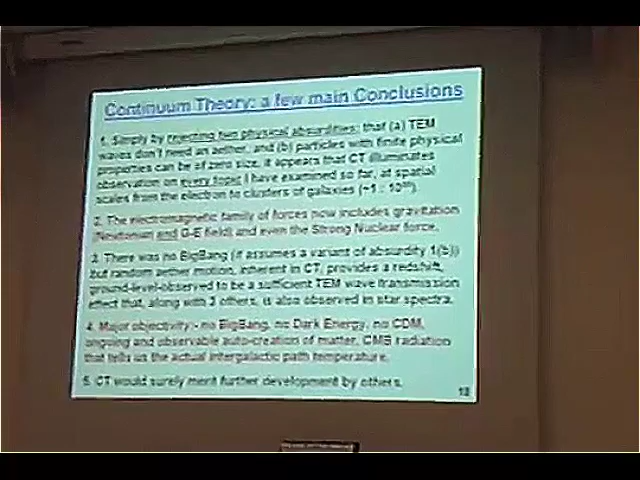 Continuum Theory: a few main Conclusions
1. Simply by rejecting two physical absurdities: that (a) TEM
waves don't need an aether, and (b) particles with finite physical
properties can be of zero size, it appears that CT illuminates
observation on every topic I have examined so far, at spatial
scales from the electron to clusters of galaxies (~1 :
2. The electromagnetic family of forces now includes gravitation
(Newtonian and G-E field) and even the Strong Nuclear force.
3. There was no BigBang (it assumes a variant of absurdity 1(b))
but random aether motion, inherent in CT, provides a redshift,
ground-level-observed to be a sufficient TEM wave transmission
effect that, along with 3 others, is also observed in star spectra.
4. Major objectivity:- no BigBang, no Dark Energy, no CDM,
ongoing and observable auto-creation of matter, CMB radiation
that tells us the actual intergalactic path temperature.
5. CT would surely merit further development by others.